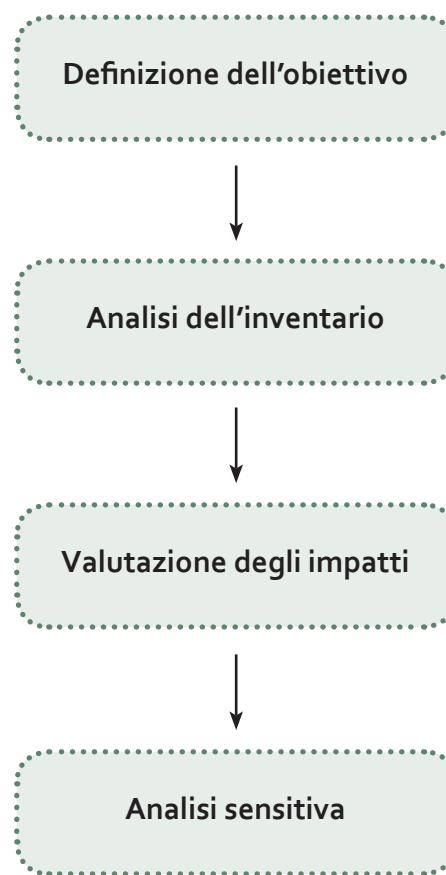 Definizione dell’obiettivo
Analisi dell’inventario
Valutazione degli impatti
Analisi sensitiva